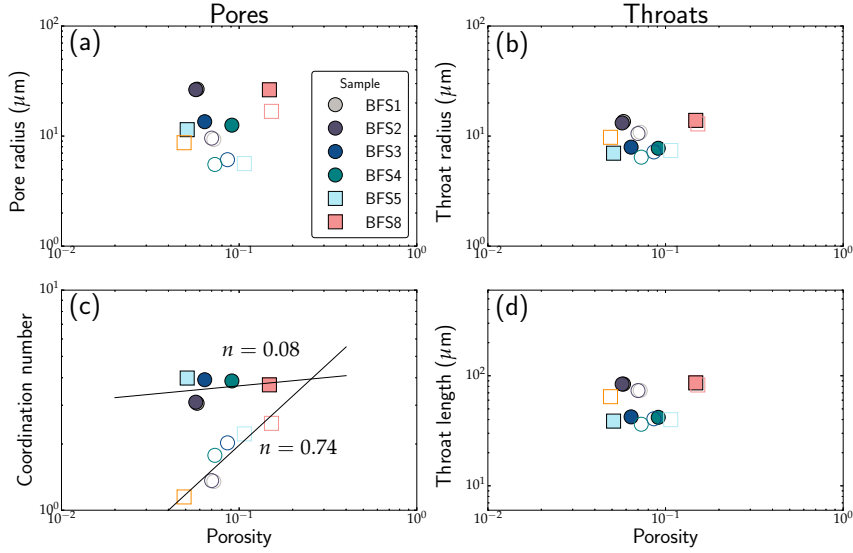 Pores
Throats
(a)
Pore radius (μm)
10²
10¹
10⁰
10⁻²
10⁻¹
10⁰
Sample
BFS1
BFS2
BFS3
BFS4
BFS5
BFS8
(b)
Throat radius (μm)
10²
10¹
10⁰
10⁻²
10⁻¹
10⁰
(c)
Coordination number
10¹
10⁰
n = 0.08
n = 0.74
10⁻²
10⁻¹
10⁰
Porosity
(d)
Throat length (μm)
10²
10¹
10⁻²
10⁻¹
10⁰
Porosity